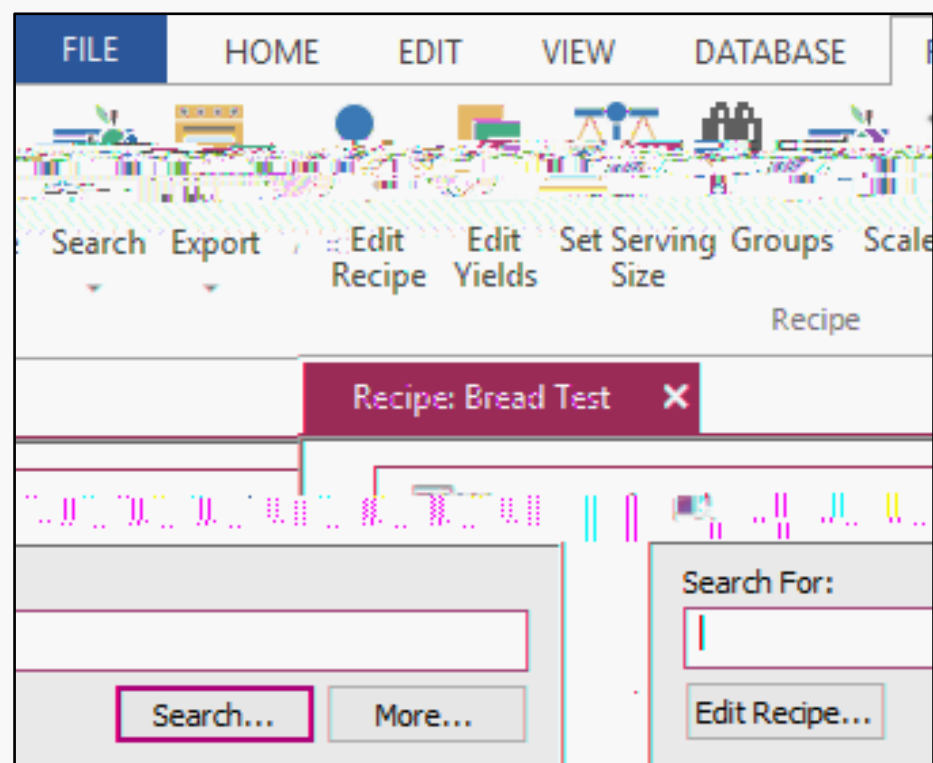 FILE HOME EDIT VIEW DATABASE
Search Export Edit Edit Set Serving Groups Scale
Recipe Yields Size
Recipe
Recipe: Bread Test
Search For:
Search... More... Edit Recipe...